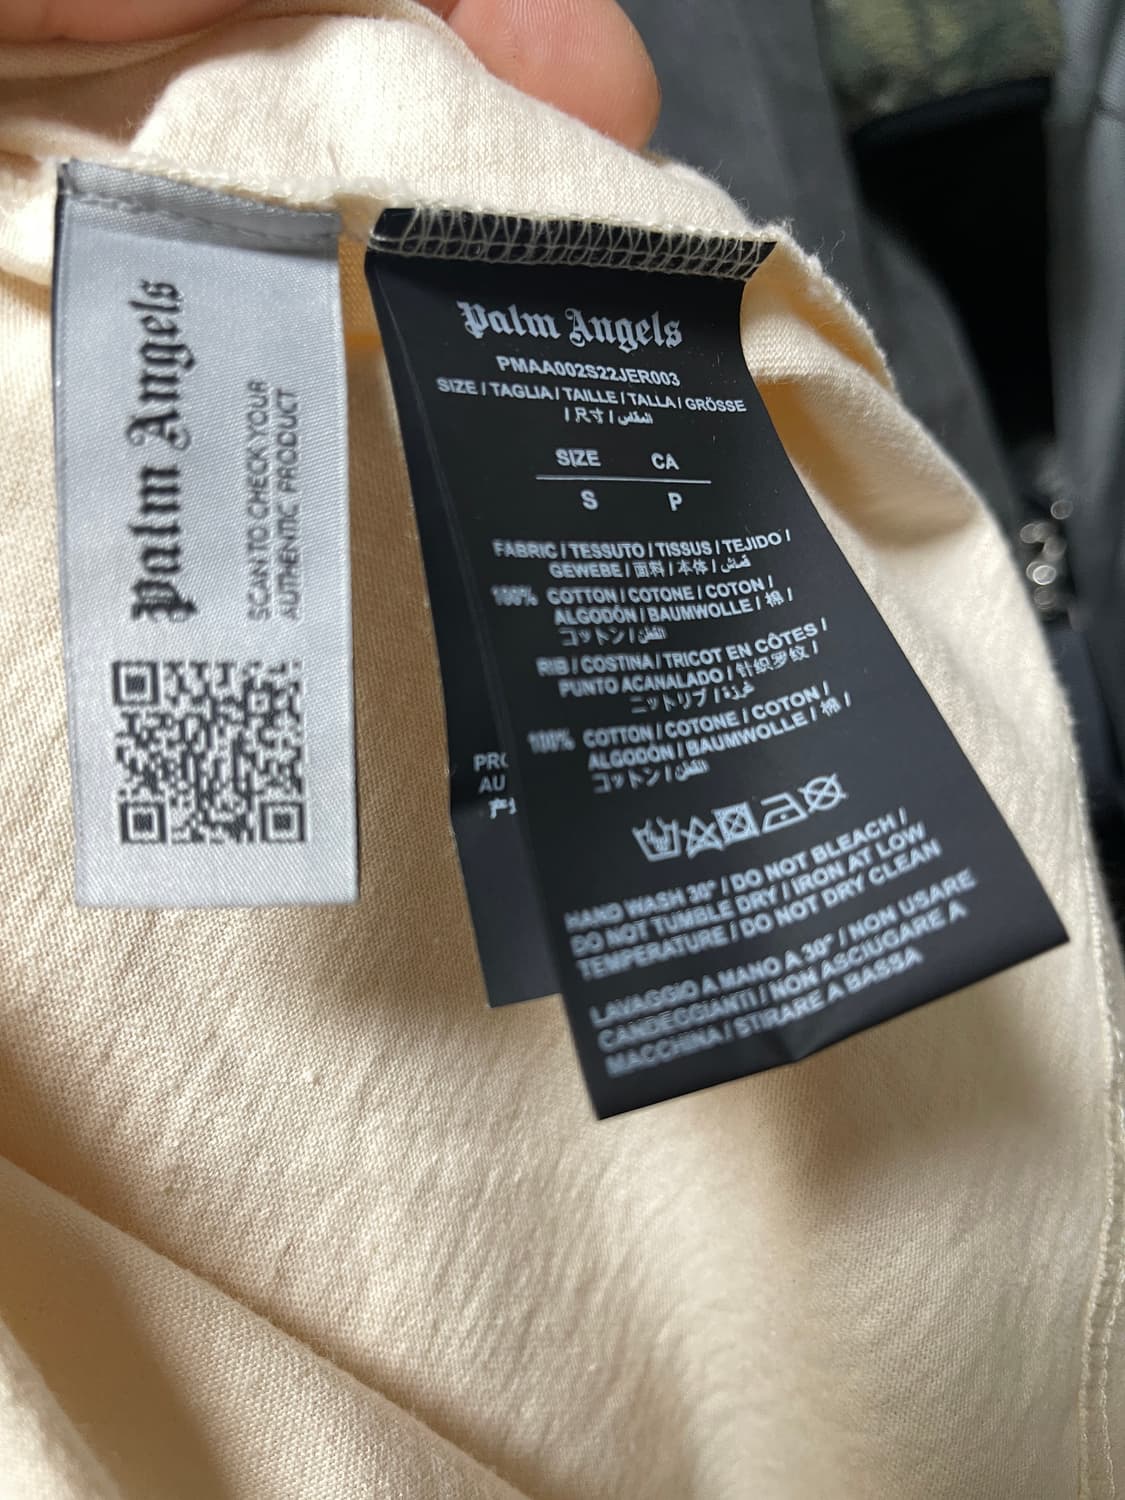 Palm Angels
SCAN TO CHECK YOUR
AUTHENTIC PRODUCT
Palm Angels
PMAA002S22JER003
SIZE / TAGLIA / TAILLE / TALLA / GRÖSSE
/ 尺寸 / المقاس
SIZE CA
S P
FABRIC / TESSUTO / TISSUS / TEJIDO /
GEWEBE / 面料 / 本体 / قماش
100% COTTON / COTONE / COTON /
ALGODÓN / BAUMWOLLE / 棉 /
コットン / القطن
RIB / COSTINA / TRICOT EN CÔTES /
PUNTO ACANALADO / 针织罗纹 /
ニットリブ /
100% COTTON / COTONE / COTON /
ALGODÓN / BAUMWOLLE / 棉 /
コットン / القطن
HAND WASH 30° / DO NOT BLEACH /
DO NOT TUMBLE DRY / IRON AT LOW
TEMPERATURE / DO NOT DRY CLEAN
LAVAGGIO A MANO A 30° / NON USARE
CANDEGGIANTI / NON ASCIUGARE A
MACCHINA / STIRARE A BASSA
PRO
AU
产